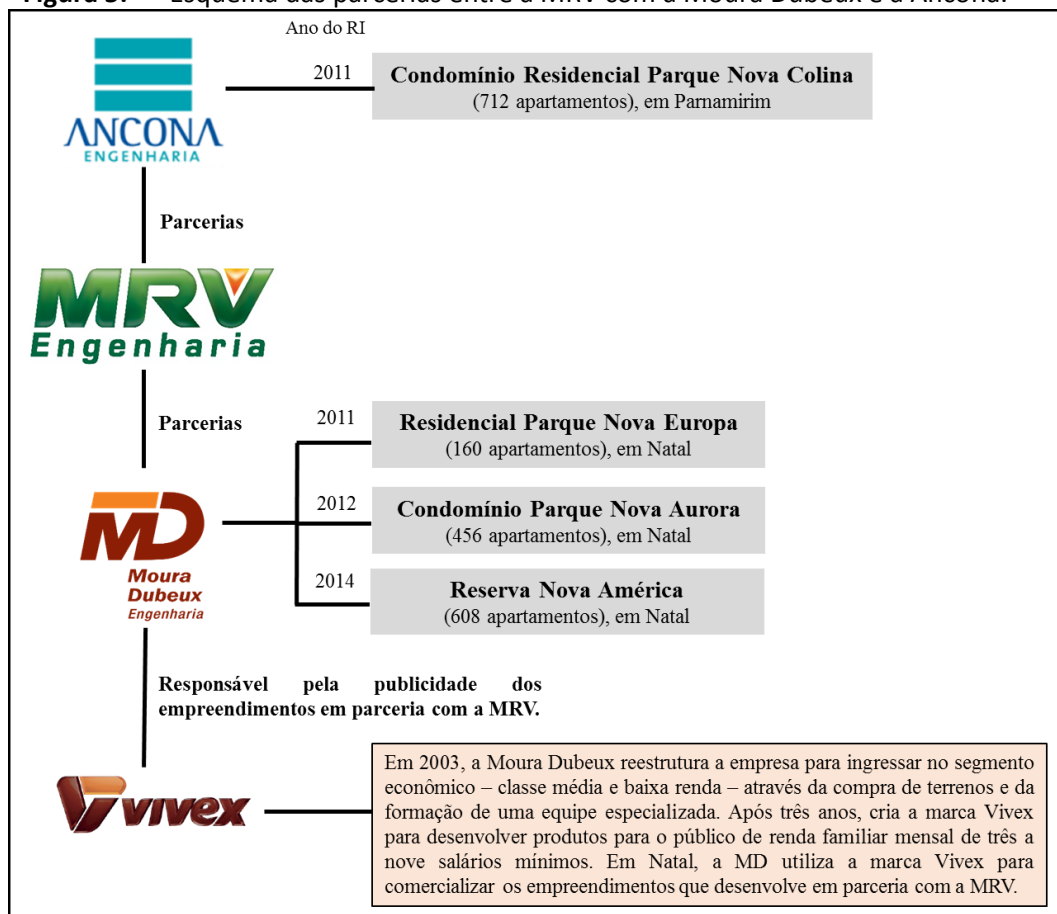 Figura 5. Esquema das parcerias entre a MRV com a Moura Dubeux e a Ancona.
Ano do RI
2011
Condomínio Residencial Parque Nova Colina
(712 apartamentos), em Parnamirim
ANCONA
ENGENHARIA
Parcerias
MRV
Engenharia
Parcerias
2011
Residencial Parque Nova Europa
(160 apartamentos), em Natal
2012
Condomínio Parque Nova Aurora
(456 apartamentos), em Natal
MD
Moura
Dubeux
Engenharia
2014
Reserva Nova América
(608 apartamentos), em Natal
Responsável pela publicidade dos
empreendimentos em parceria com a MRV.
vivex
Em 2003, a Moura Dubeux reestrutura a empresa para ingressar no segmento
econômico – classe média e baixa renda – através da compra de terrenos e da
formação de uma equipe especializada. Após três anos, cria a marca Vivex
para desenvolver produtos para o público de renda familiar mensal de três a
nove salários mínimos. Em Natal, a MD utiliza a marca Vivex para
comercializar os empreendimentos que desenvolve em parceria com a MRV.